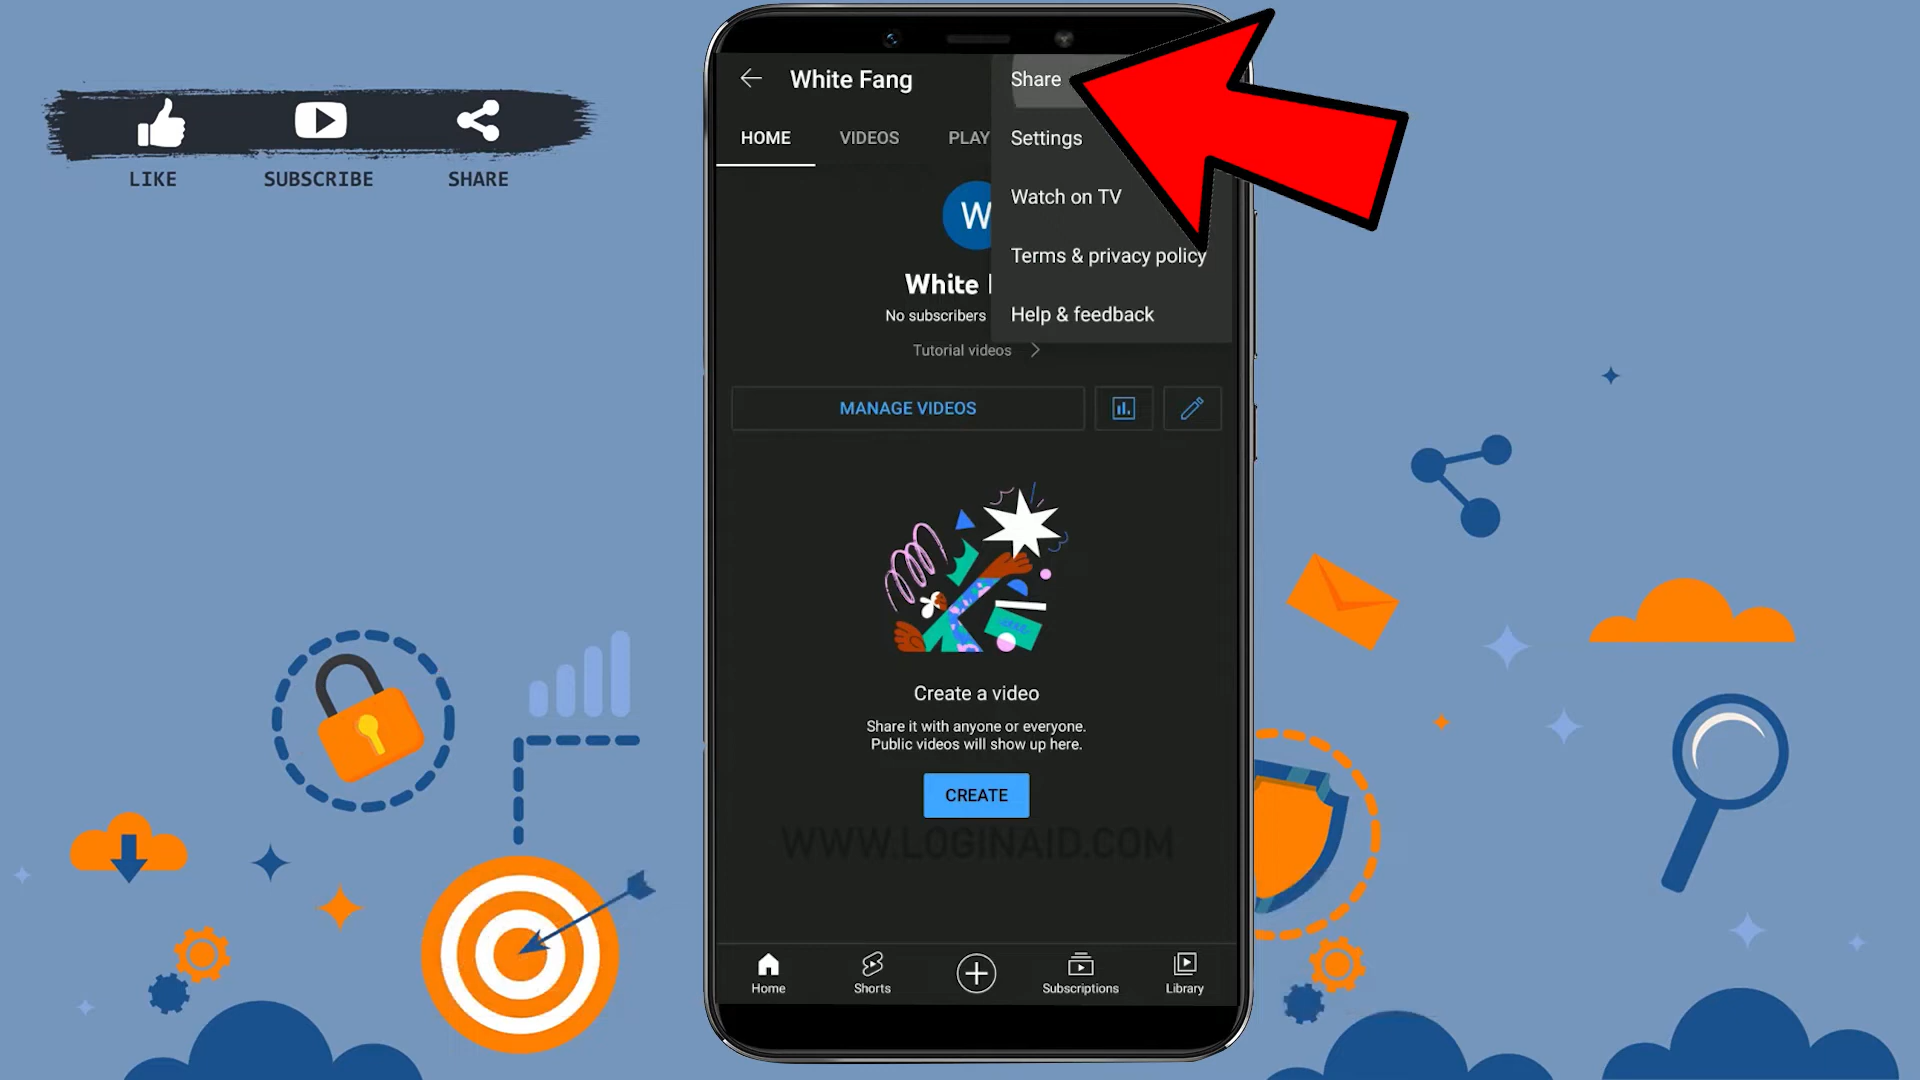 LIKE
SUBSCRIBE
SHARE
White Fang
Share
HOME
VIDEOS
PLAY
Settings
Watch on TV
Terms & privacy policy
Help & feedback
W
White
No subscribers
Tutorial videos
MANAGE VIDEOS
Create a video
Share it with anyone or everyone.
Public videos will show up here.
CREATE
WWW.LOGINAID.COM
Home
Shorts
Subscriptions
Library